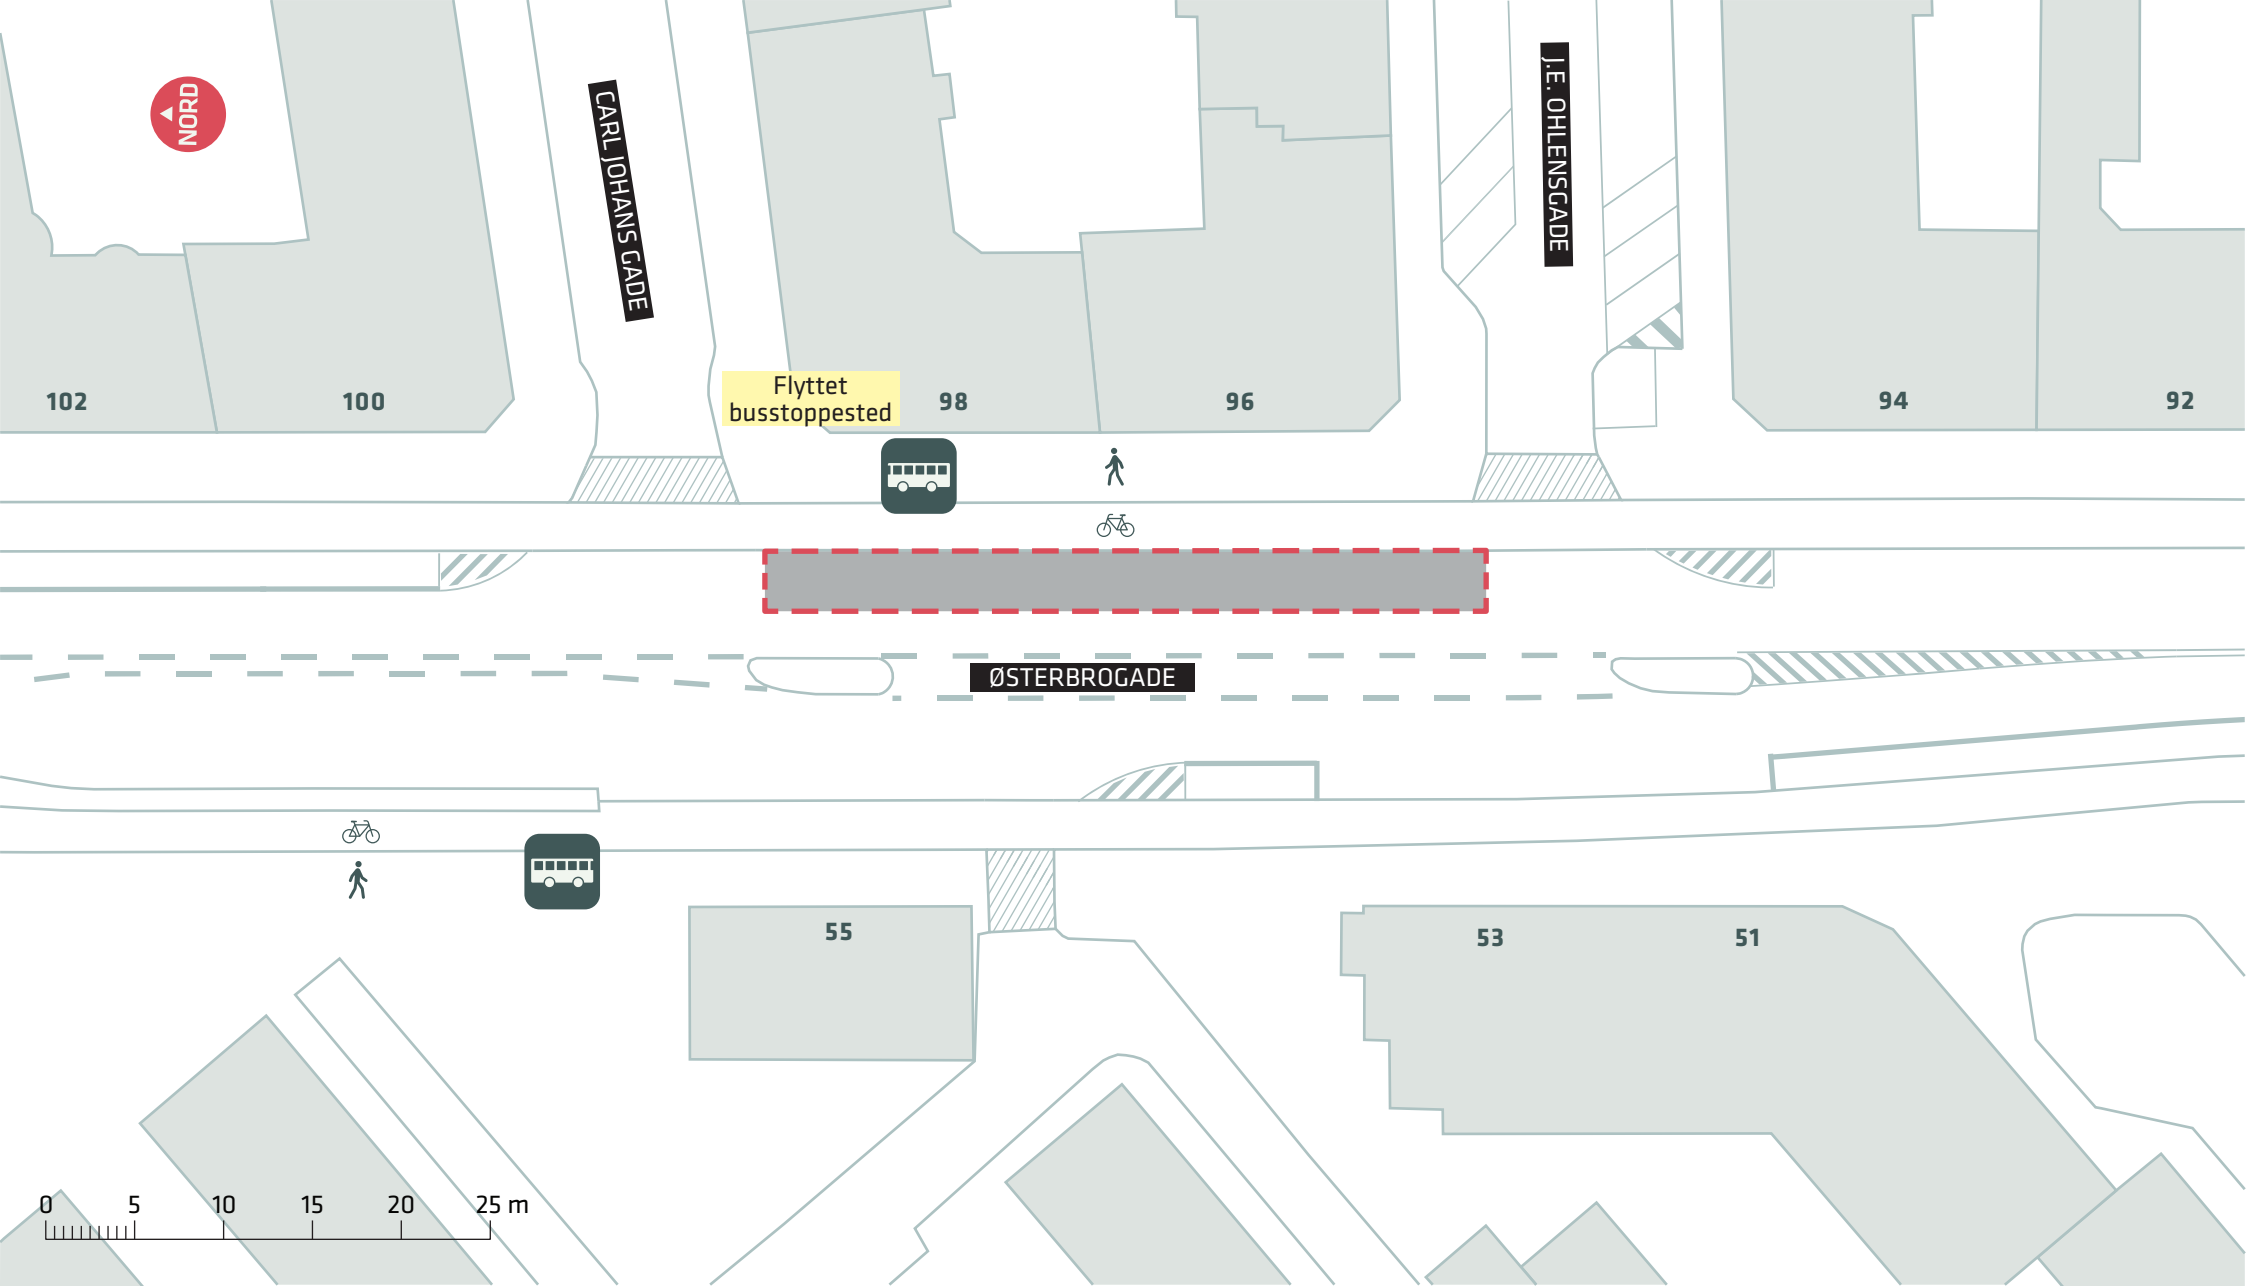 NORD
CARL JOHANS GADE
J.E. OHLENSGADE
Flyttet
busstoppested
102
100
98
96
94
92
ØSTERBROGADE
55
53
51
0 5 10 15 20 25 m